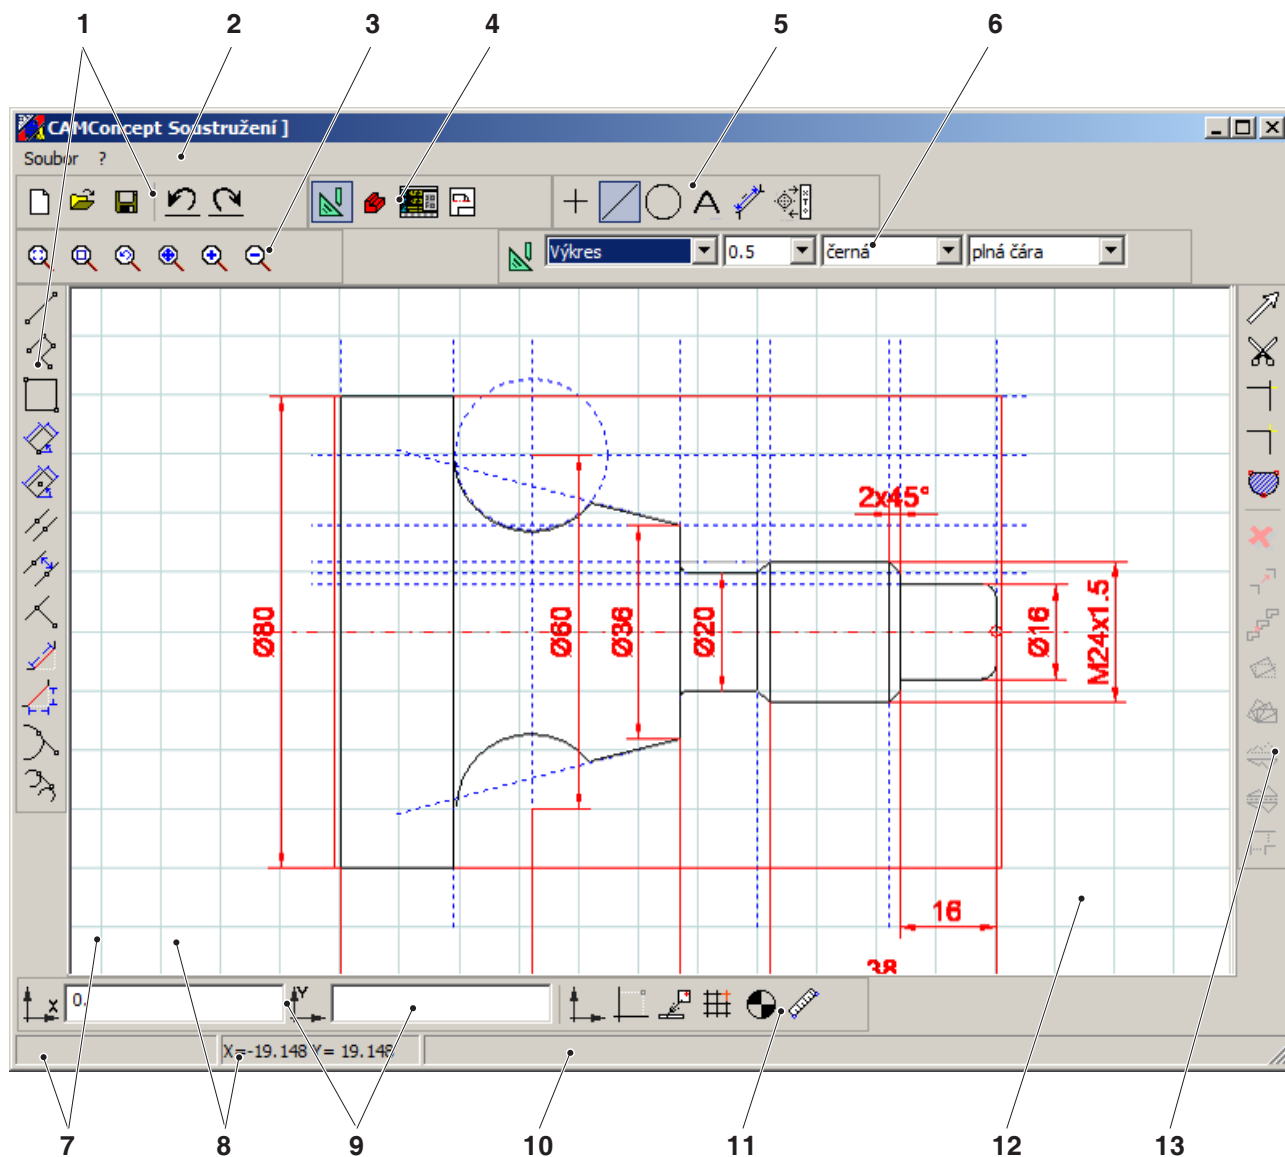 1 2 3 4 5 6
CAMConcept Soustružení ]
Soubor ?
Výkres 0.5 černá plná čára
2x45°
Ø80 Ø60 Ø36 Ø20 Ø16 M24x1.5
16
38
X 0. Y
X=-19.148 Y= 19.148
7 8 9 10 11 12 13